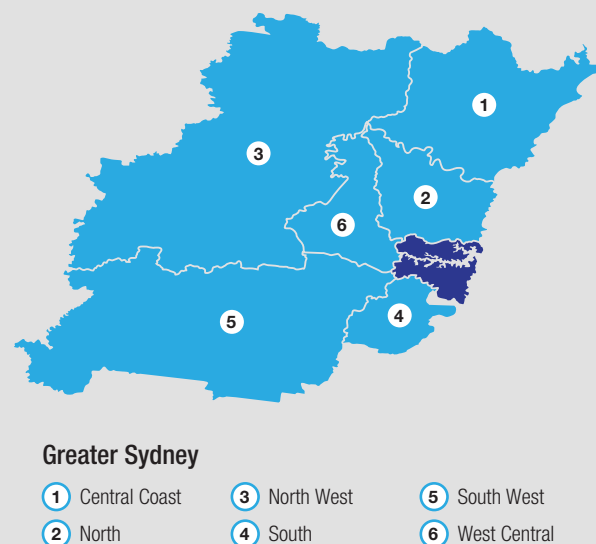 1
3
2
6
5
4
Greater Sydney
1 Central Coast
3 North West
5 South West
2 North
4 South
6 West Central